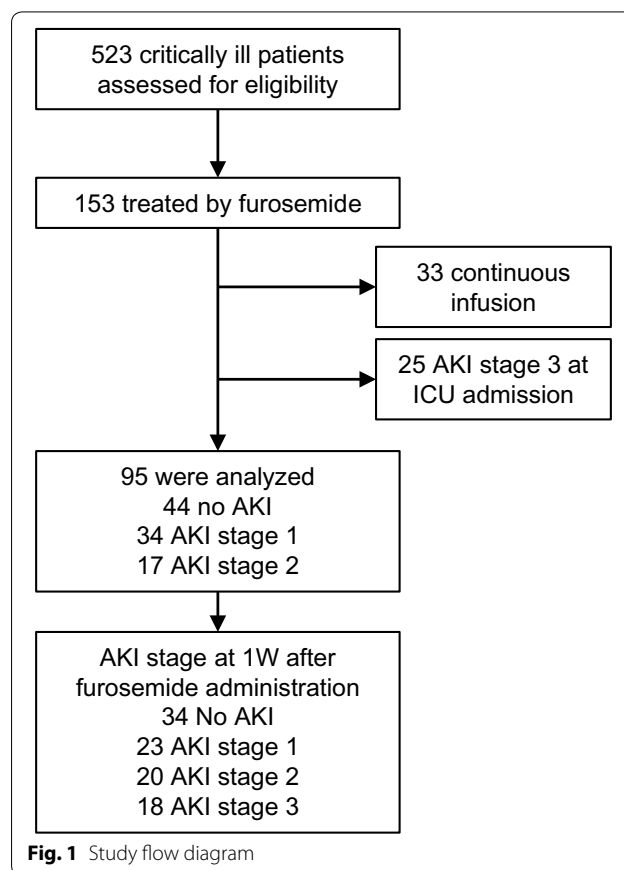 523 critically ill patients
assessed for eligibility
153 treated by furosemide
33 continuous
infusion
25 AKI stage 3 at
ICU admission
95 were analyzed
44 no AKI
34 AKI stage 1
17 AKI stage 2
AKI stage at 1W after
furosemide administration
34 No AKI
23 AKI stage 1
20 AKI stage 2
18 AKI stage 3
Fig. 1 Study flow diagram